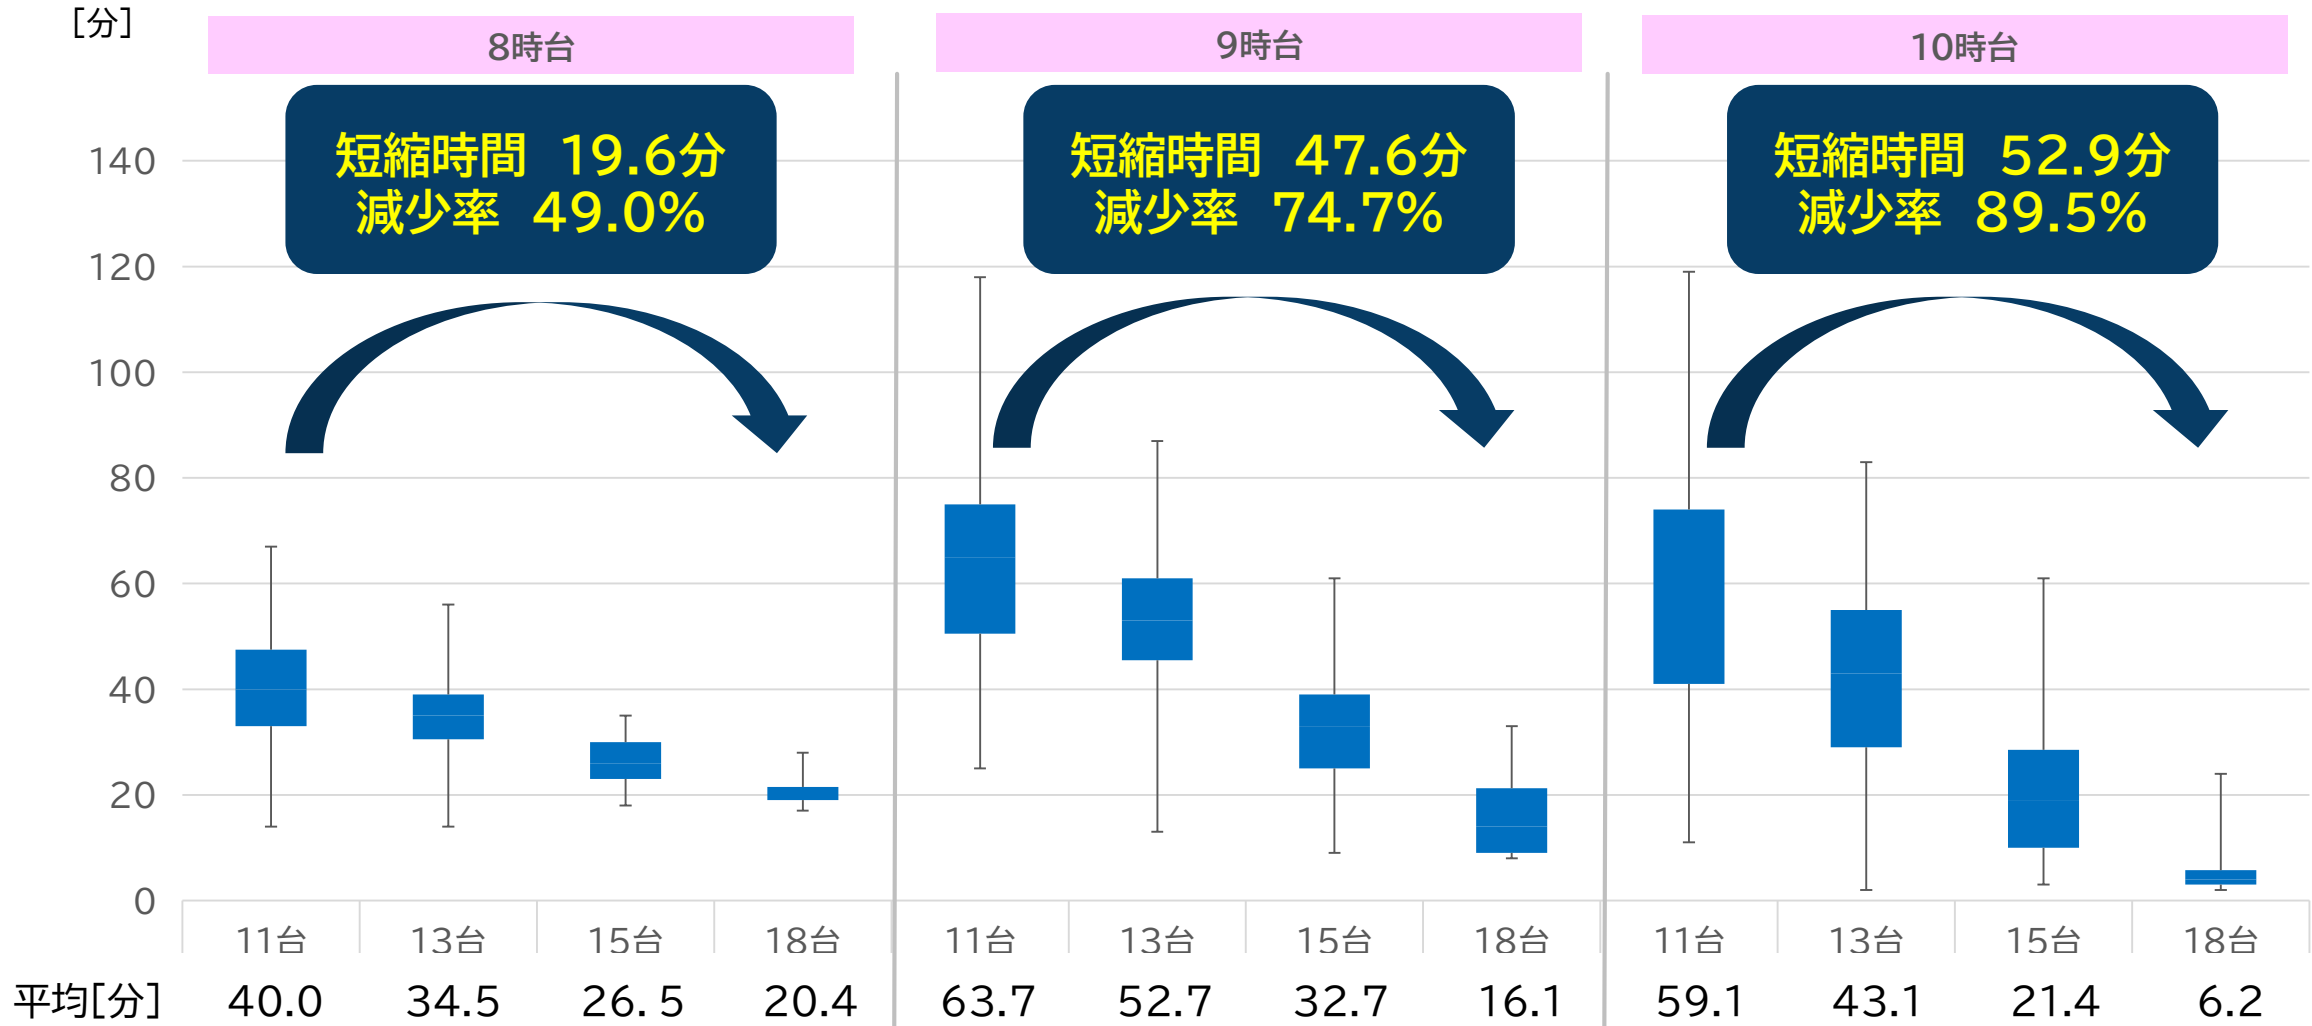 [分]
8時台
9時台
10時台
短縮時間 19.6分
減少率 49.0%
短縮時間 47.6分
減少率 74.7%
短縮時間 52.9分
減少率 89.5%
140
120
100
80
60
40
20
0
11台 13台 15台 18台 11台 13台 15台 18台 11台 13台 15台 18台
平均[分] 40.0 34.5 26.5 20.4 63.7 52.7 32.7 16.1 59.1 43.1 21.4 6.2